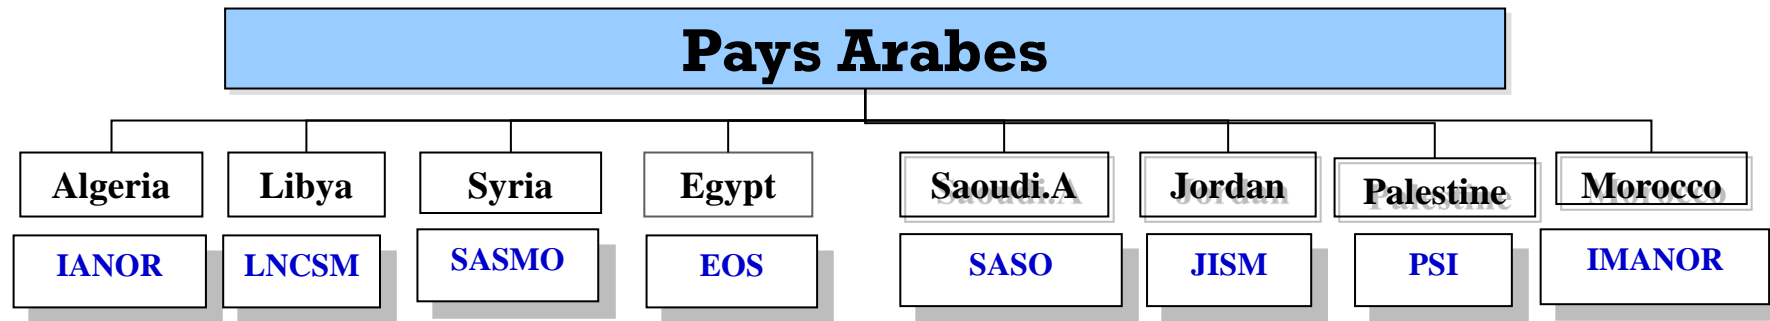 Pays Arabes
Algeria
Libya
Syria
Egypt
Saoudi.A
Jordan
Palestine
Morocco
IANOR
LNCSM
SASMO
EOS
SASO
JISM
PSI
IMANOR